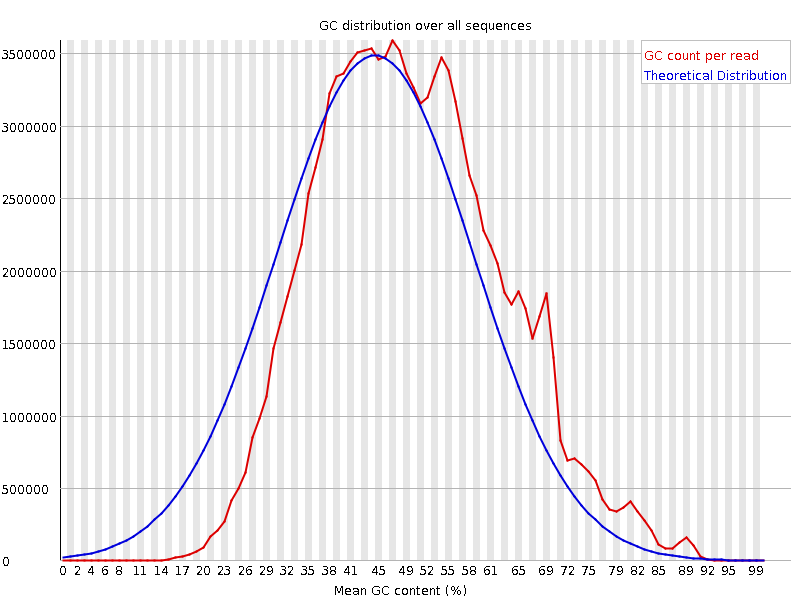 GC distribution over all sequences
GC count per read
Theoretical Distribution
3500000
3000000
2500000
2000000
1500000
1000000
500000
0
0 2 4 6 8 11 14 17 20 23 26 29 32 35 38 41 45 49 52 55 58 61 65 69 72 75 79 82 85 89 92 95 99
Mean GC content (%)